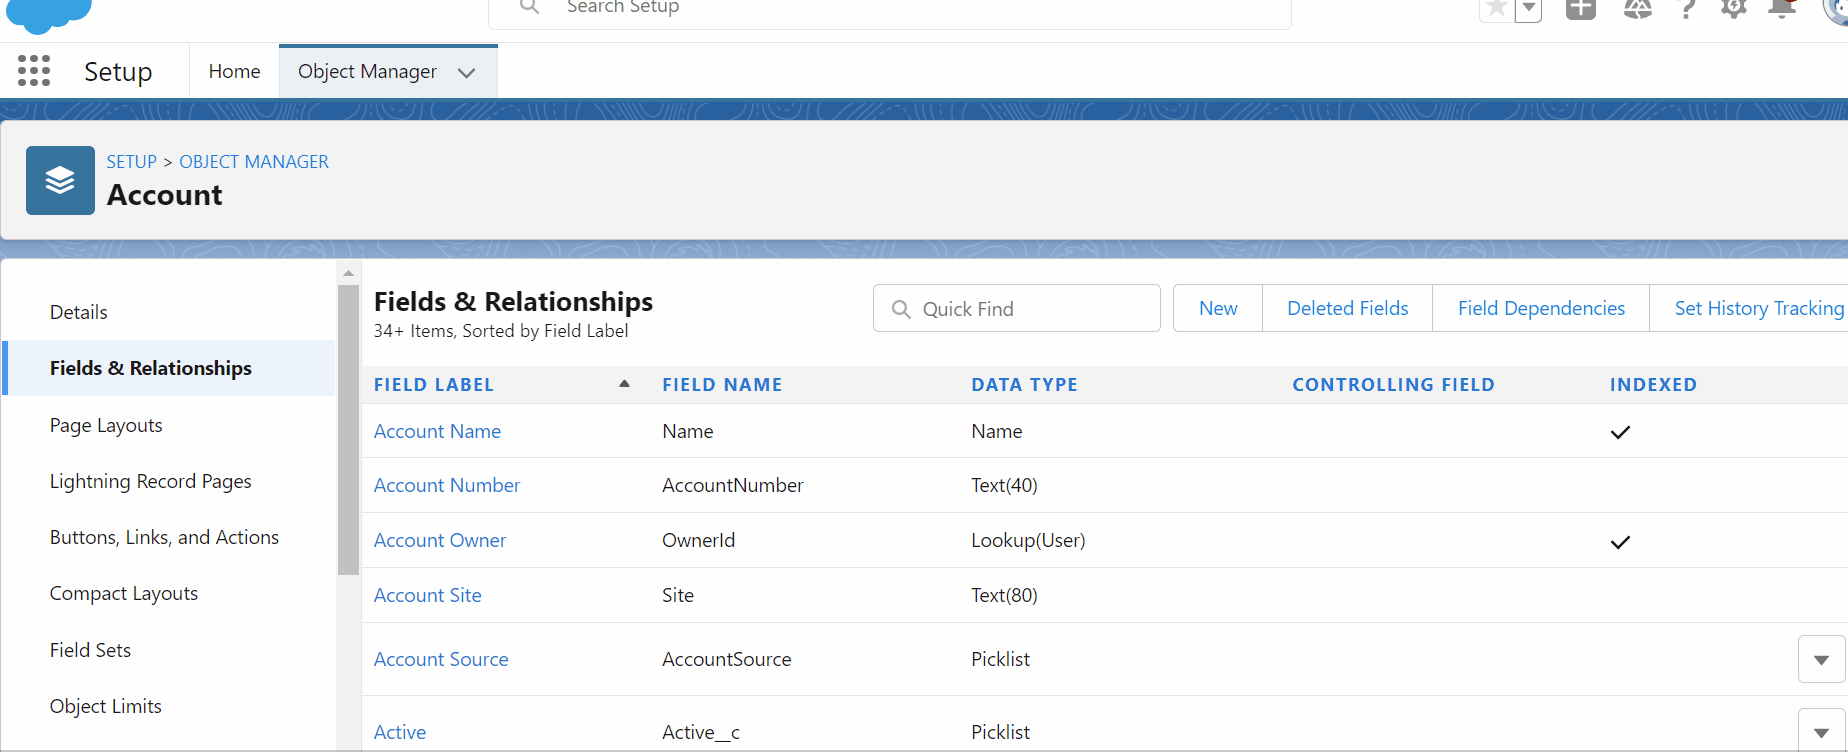 Search Setup
Setup
Home
Object Manager
SETUP > OBJECT MANAGER
Account
Details
Fields & Relationships
Page Layouts
Lightning Record Pages
Buttons, Links, and Actions
Compact Layouts
Field Sets
Object Limits
Fields & Relationships
34+ Items, Sorted by Field Label
Quick Find
New
Deleted Fields
Field Dependencies
Set History Tracking
FIELD LABEL FIELD NAME DATA TYPE CONTROLLING FIELD INDEXED
Account Name Name Name
Account Number AccountNumber Text(40)
Account Owner OwnerId Lookup(User)
Account Site Site Text(80)
Account Source AccountSource Picklist
Active Active__c Picklist